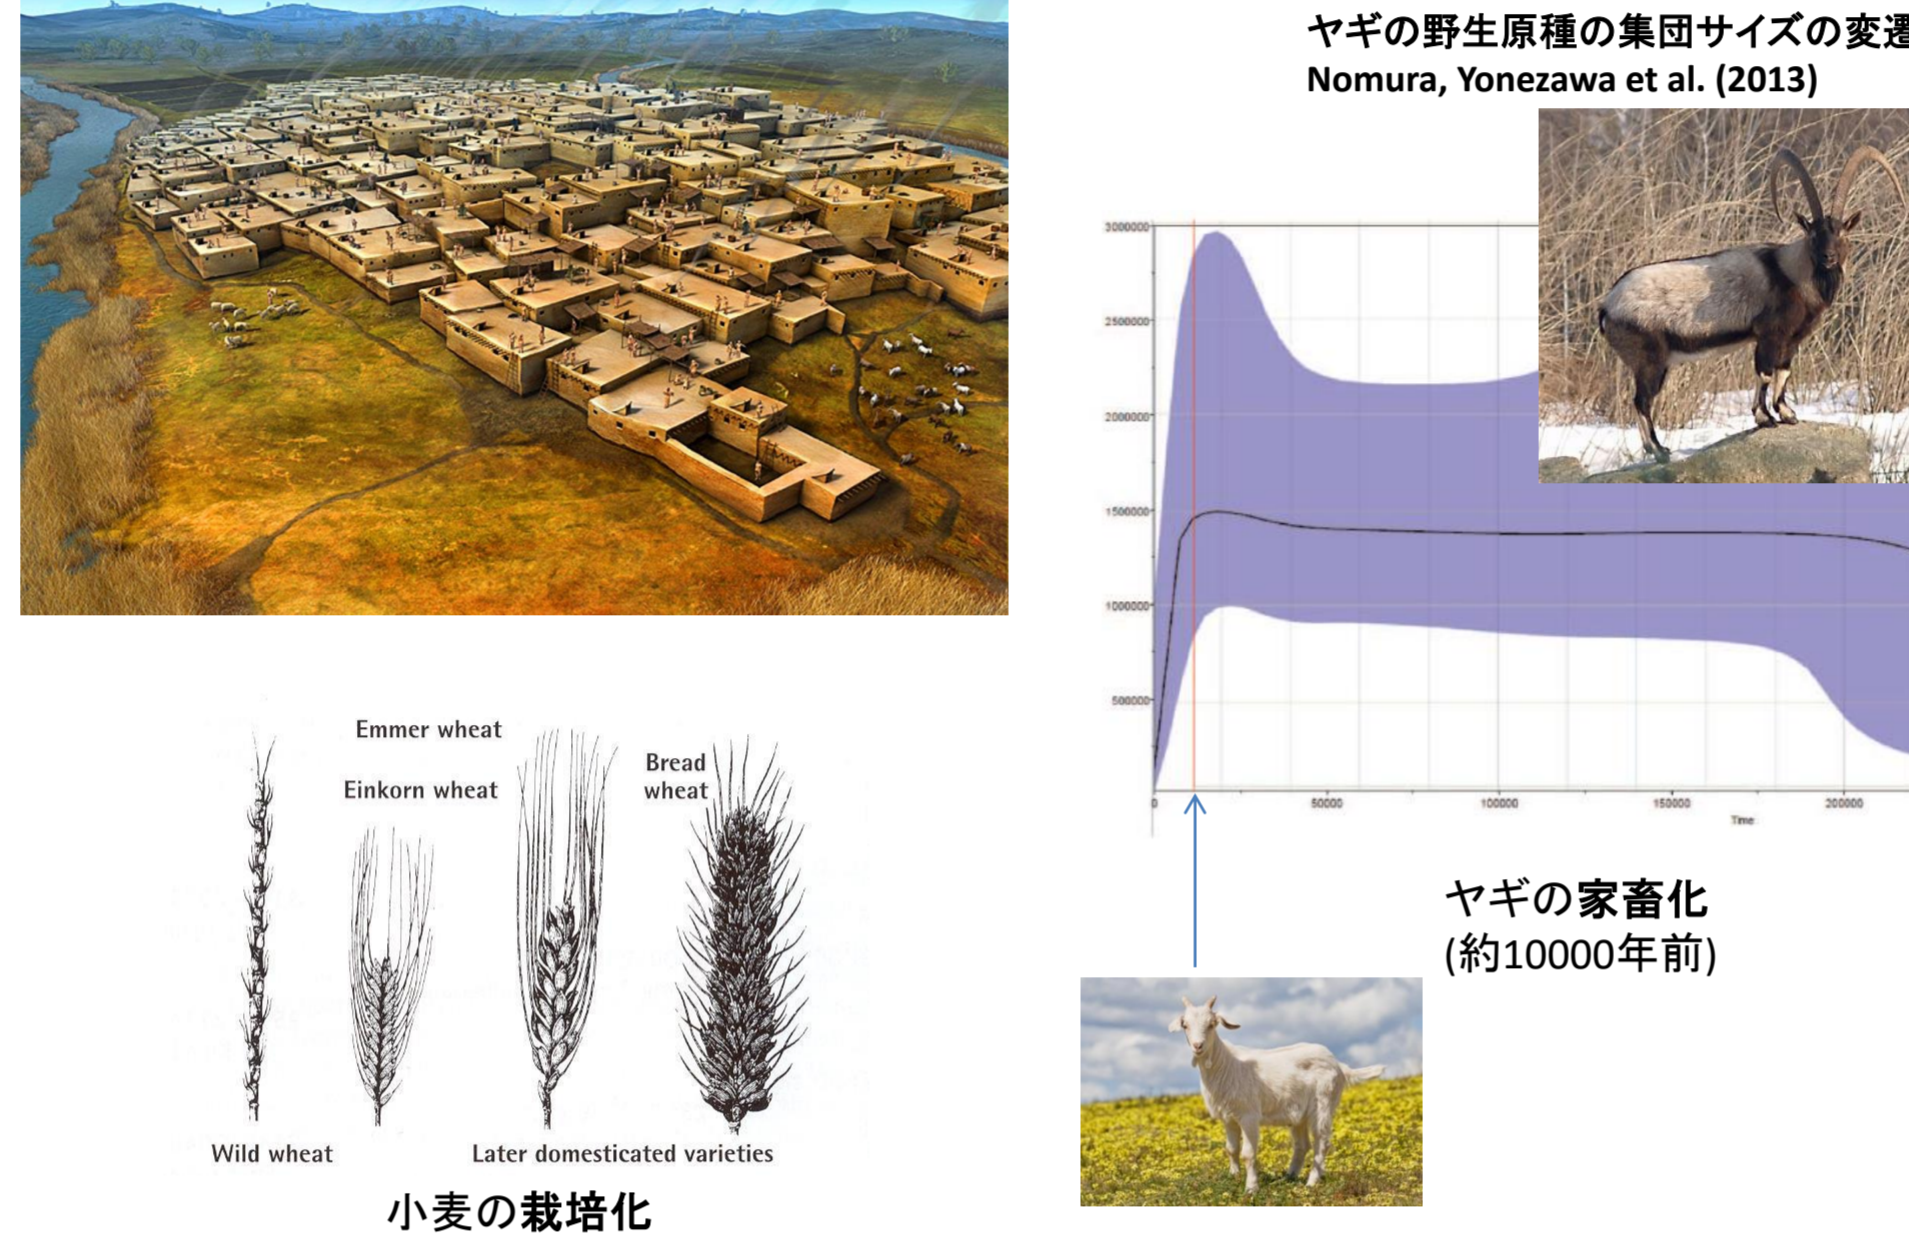 ヤギの野生原種の集団サイズの変遷
Nomura, Yonezawa et al. (2013)
3000000
2500000
2000000
1500000
1000000
500000
0
50000
100000
150000
200000
Time
ヤギの家畜化
(約10000年前)
Emmer wheat
Einkorn wheat
Bread
wheat
Wild wheat
Later domesticated varieties
小麦の栽培化